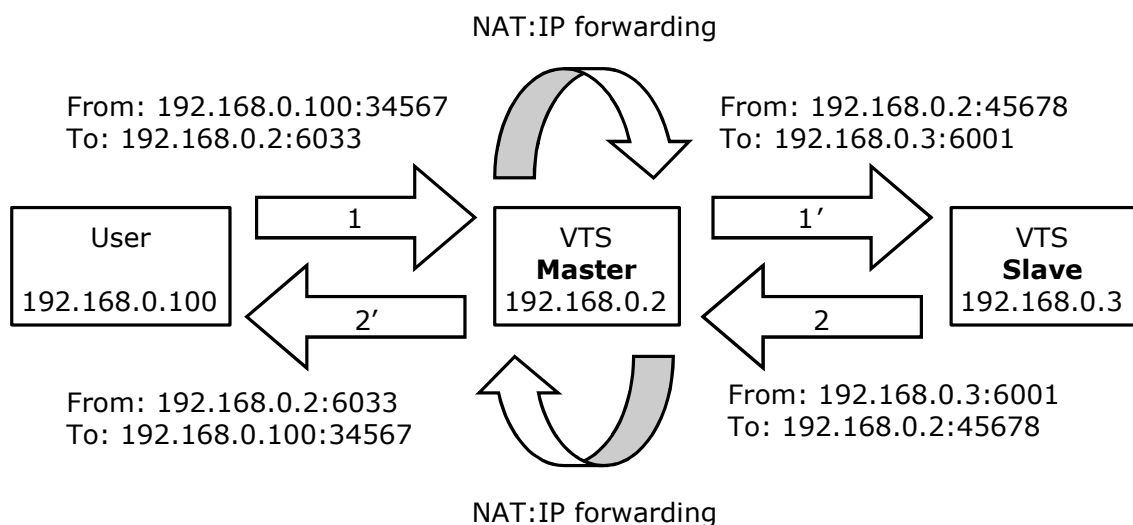 NAT:IP forwarding
From: 192.168.0.100:34567
To: 192.168.0.2:6033
From: 192.168.0.2:45678
To: 192.168.0.3:6001
User
192.168.0.100
1
2′
VTS
Master
192.168.0.2
1′
2
VTS
Slave
192.168.0.3
From: 192.168.0.2:6033
To: 192.168.0.100:34567
From: 192.168.0.3:6001
To: 192.168.0.2:45678
NAT:IP forwarding